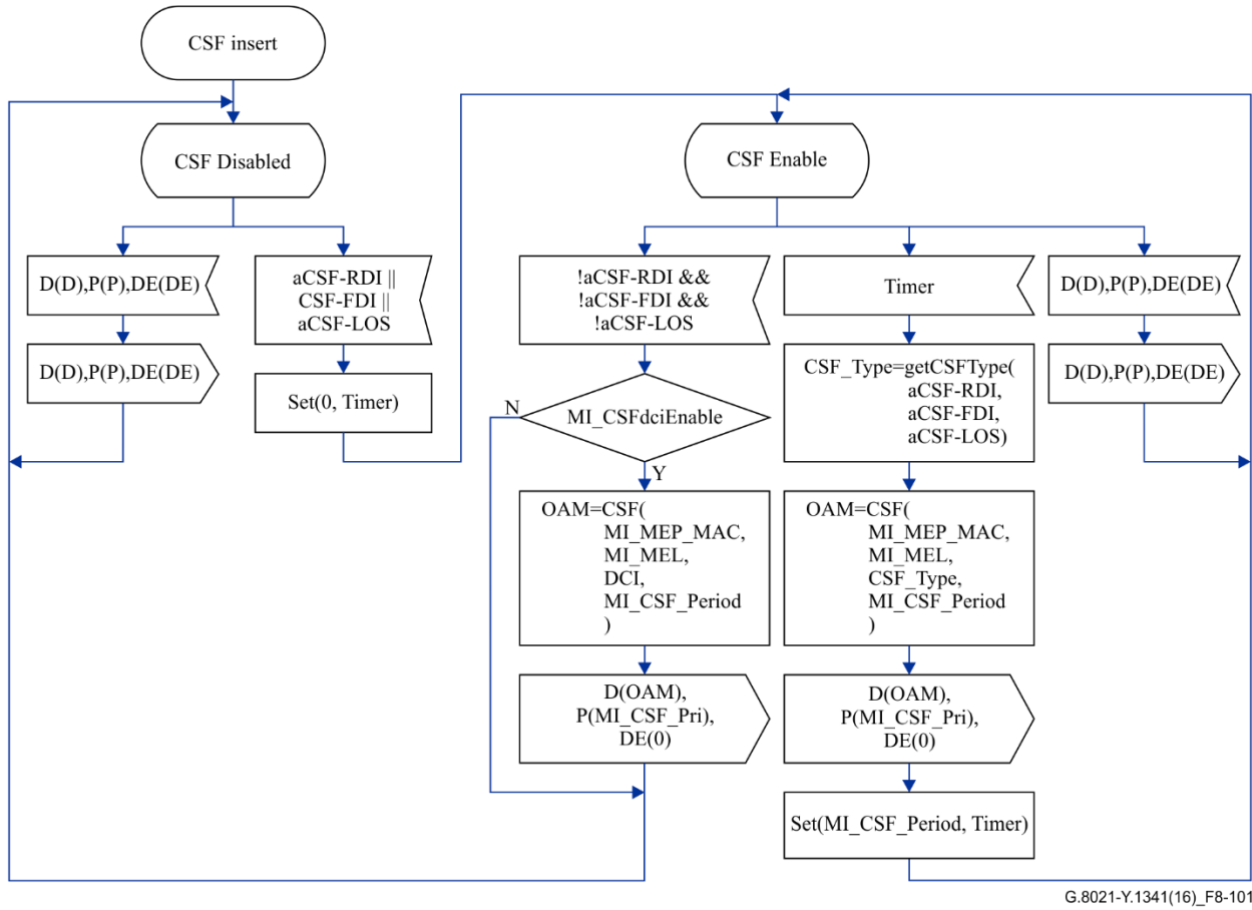 CSF insert
CSF Disabled
D(D),P(P),DE(DE)
D(D),P(P),DE(DE)
aCSF-RDI ||
CSF-FDI ||
aCSF-LOS
Set(0, Timer)
CSF Enable
!aCSF-RDI &&
!aCSF-FDI &&
!aCSF-LOS
N
MI_CSFdciEnable
Y
OAM=CSF(
MI_MEP_MAC,
MI_MEL,
DCI,
MI_CSF_Period
)
D(OAM),
P(MI_CSF_Pri),
DE(0)
Timer
CSF_Type=getCSFType(
aCSF-RDI,
aCSF-FDI,
aCSF-LOS)
OAM=CSF(
MI_MEP_MAC,
MI_MEL,
CSF_Type,
MI_CSF_Period
)
D(OAM),
P(MI_CSF_Pri),
DE(0)
Set(MI_CSF_Period, Timer)
D(D),P(P),DE(DE)
D(D),P(P),DE(DE)
G.8021-Y.1341(16)_F8-101